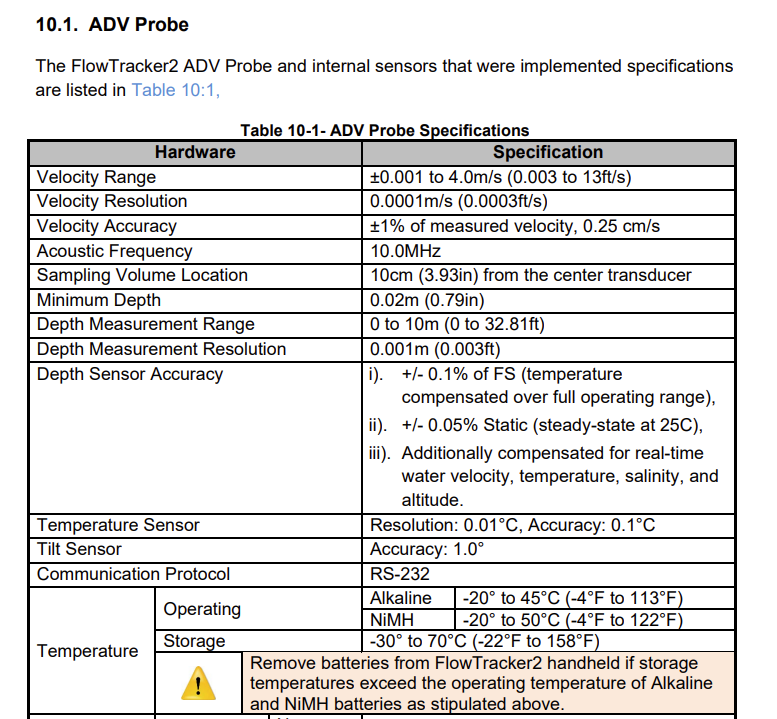 10.1. ADV Probe
The FlowTracker2 ADV Probe and internal sensors that were implemented specifications
are listed in Table 10:1,
Table 10-1- ADV Probe Specifications
Hardware Specification
Velocity Range ±0.001 to 4.0m/s (0.003 to 13ft/s)
Velocity Resolution 0.0001m/s (0.0003ft/s)
Velocity Accuracy ±1% of measured velocity, 0.25 cm/s
Acoustic Frequency 10.0MHz
Sampling Volume Location 10cm (3.93in) from the center transducer
Minimum Depth 0.02m (0.79in)
Depth Measurement Range 0 to 10m (0 to 32.81ft)
Depth Measurement Resolution 0.001m (0.003ft)
Depth Sensor Accuracy i). +/- 0.1% of FS (temperature
compensated over full operating range),
ii). +/- 0.05% Static (steady-state at 25C),
iii). Additionally compensated for real-time
water velocity, temperature, salinity, and
altitude.
Temperature Sensor Resolution: 0.01°C, Accuracy: 0.1°C
Tilt Sensor Accuracy: 1.0°
Communication Protocol RS-232
Temperature Operating Alkaline -20° to 45°C (-4°F to 113°F)
NiMH -20° to 50°C (-4°F to 122°F)
Storage -30° to 70°C (-22°F to 158°F)
Remove batteries from FlowTracker2 handheld if storage
temperatures exceed the operating temperature of Alkaline
and NiMH batteries as stipulated above.